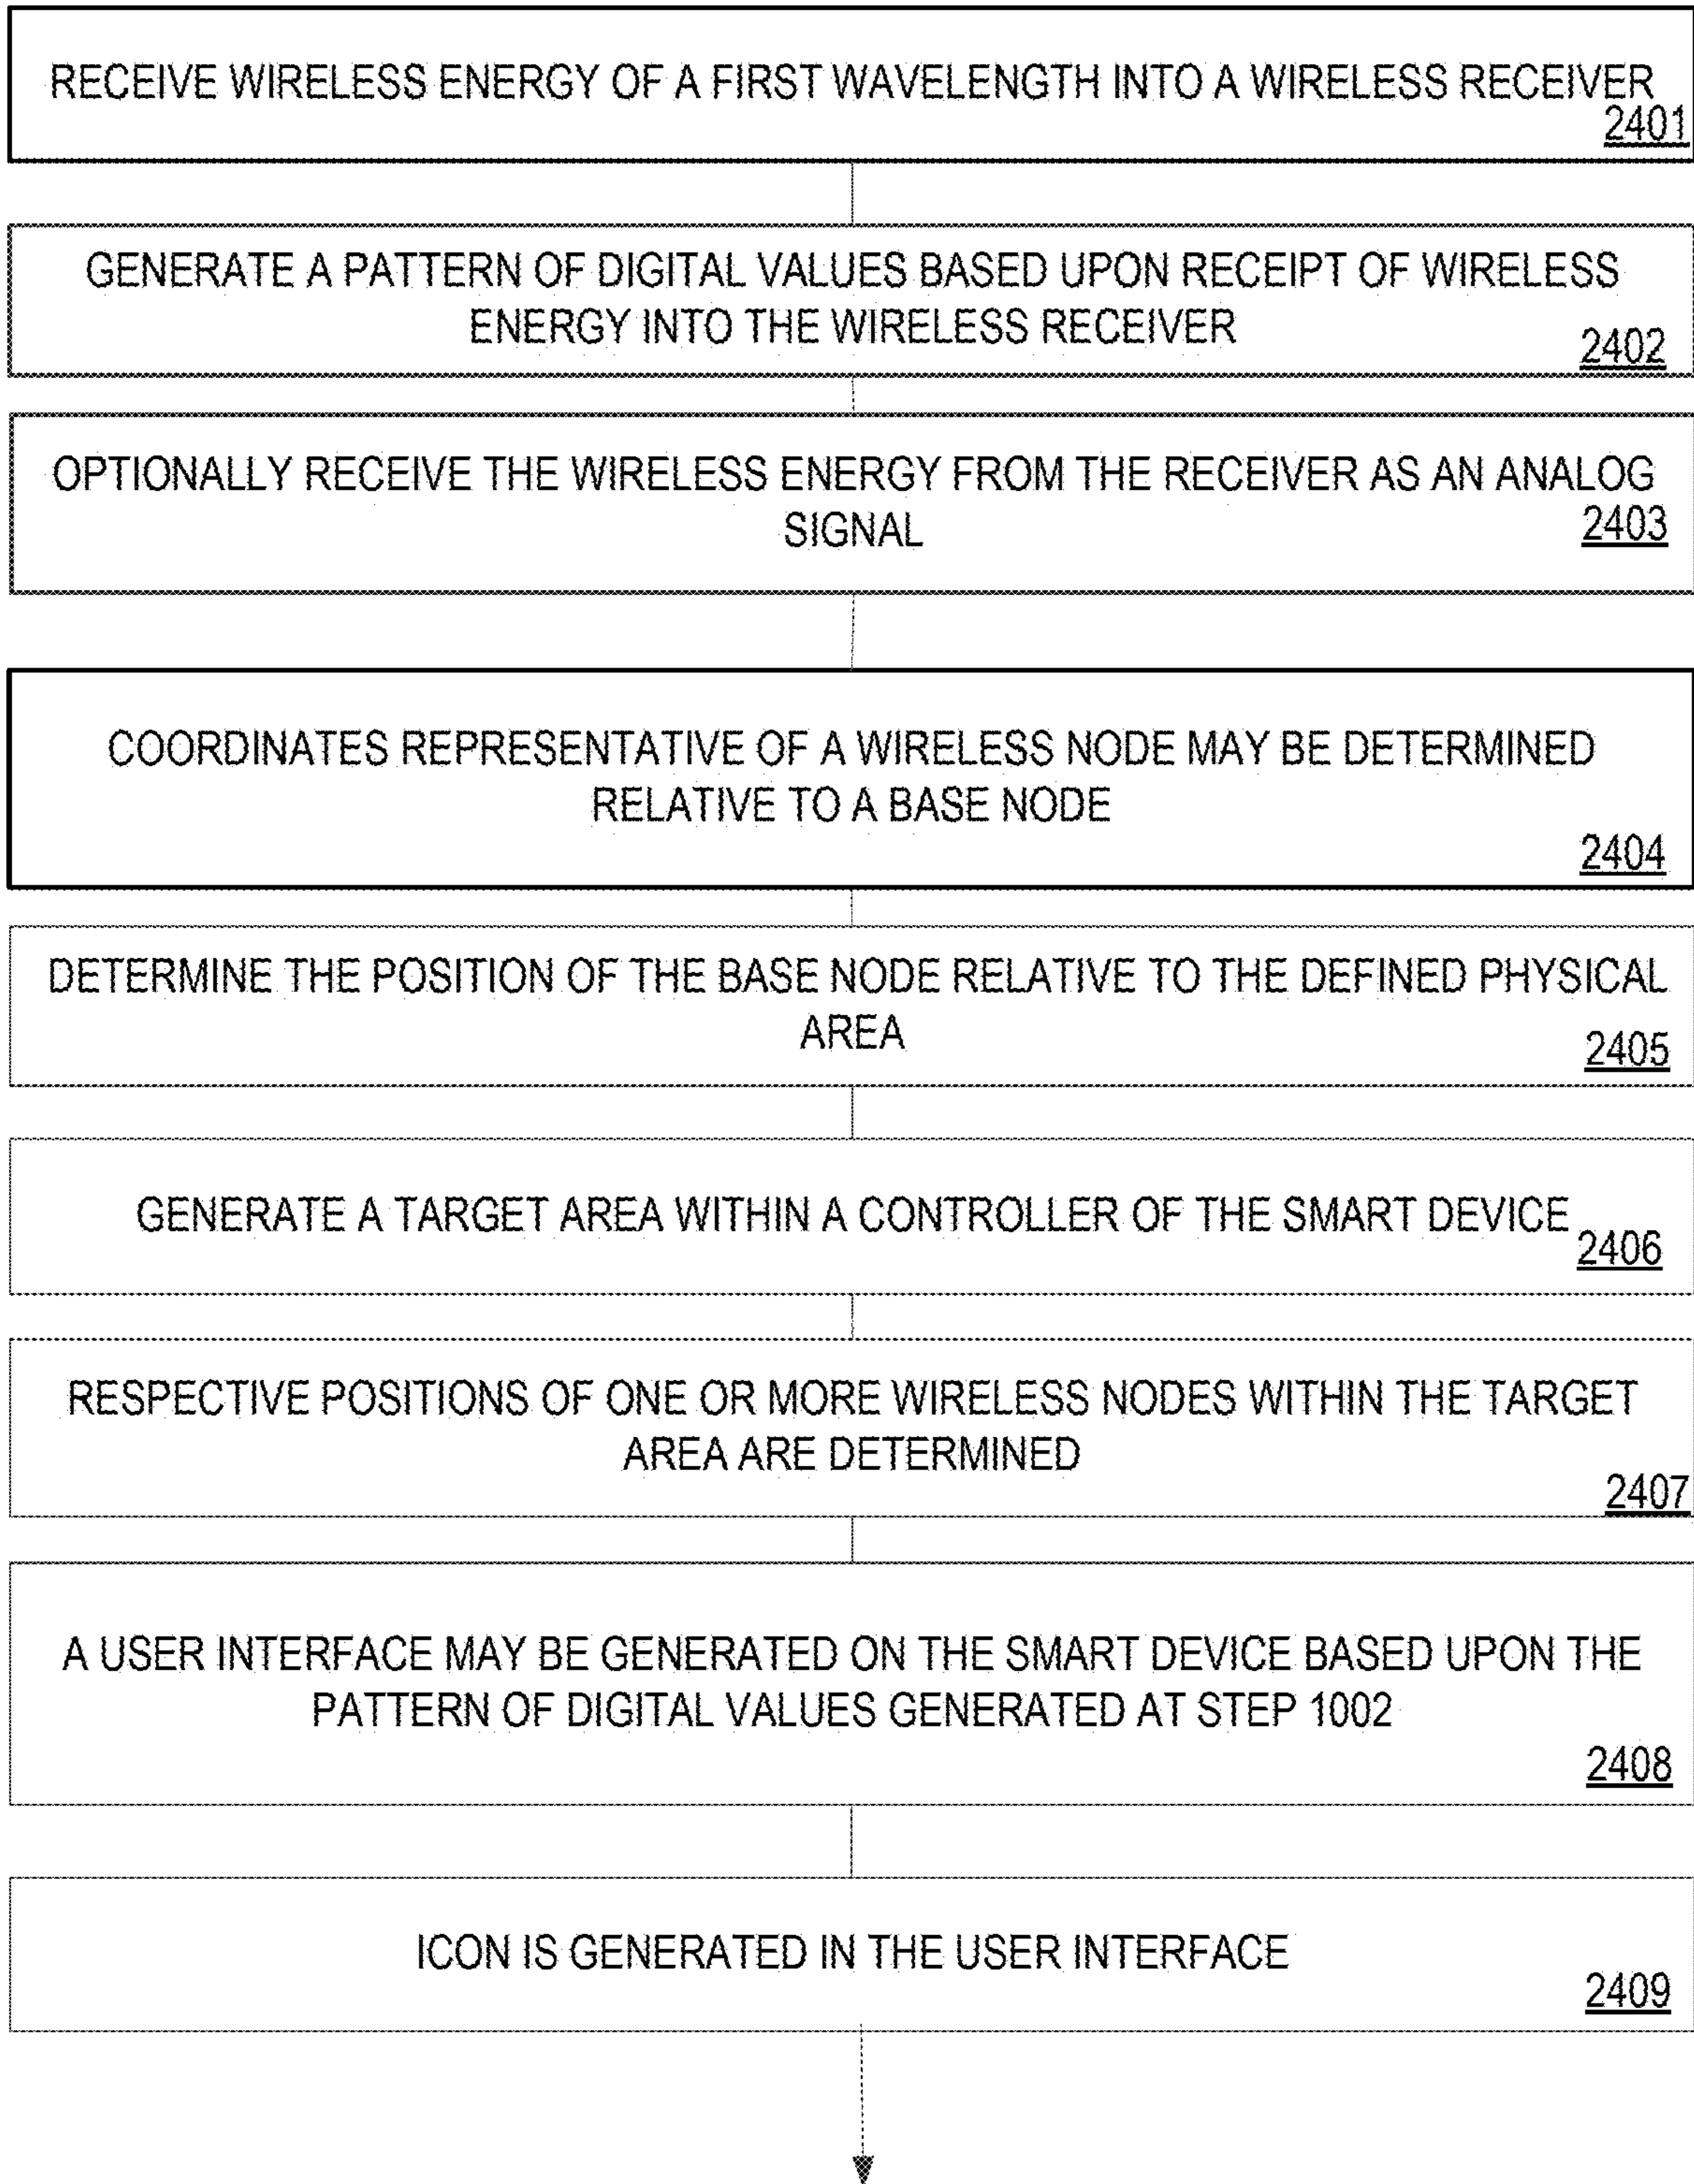 RECEIVE WIRELESS ENERGY OF A FIRST WAVELENGTH INTO A WIRELESS RECEIVER
2401
GENERATE A PATTERN OF DIGITAL VALUES BASED UPON RECEIPT OF WIRELESS
ENERGY INTO THE WIRELESS RECEIVER
2402
OPTIONALLY RECEIVE THE WIRELESS ENERGY FROM THE RECEIVER AS AN ANALOG
SIGNAL
2403
COORDINATES REPRESENTATIVE OF A WIRELESS NODE MAY BE DETERMINED
RELATIVE TO A BASE NODE
2404
DETERMINE THE POSITION OF THE BASE NODE RELATIVE TO THE DEFINED PHYSICAL
AREA
2405
GENERATE A TARGET AREA WITHIN A CONTROLLER OF THE SMART DEVICE
2406
RESPECTIVE POSITIONS OF ONE OR MORE WIRELESS NODES WITHIN THE TARGET
AREA ARE DETERMINED
2407
A USER INTERFACE MAY BE GENERATED ON THE SMART DEVICE BASED UPON THE
PATTERN OF DIGITAL VALUES GENERATED AT STEP 1002
2408
ICON IS GENERATED IN THE USER INTERFACE
2409